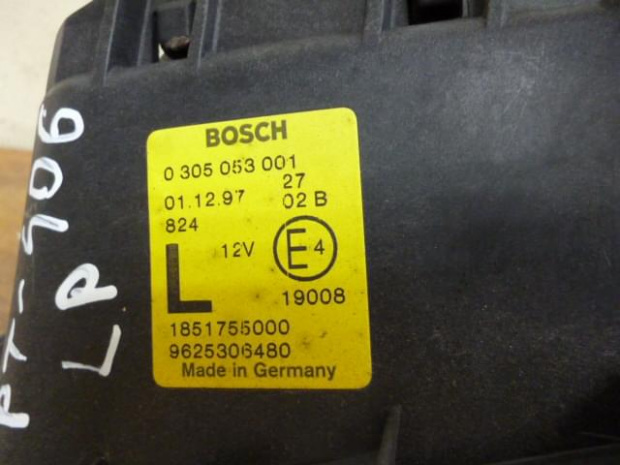 BOSCH
0 305 053 001
27
01.12.97 02 B
824
12V E 4
L
19008
1851755000
9625306480
Made in Germany
PT-406
LP